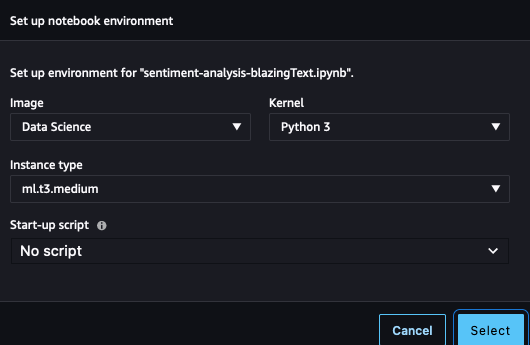 Set up notebook environment
Set up environment for "sentiment-analysis-blazingText.ipynb".
Image
Kernel
Data Science
Python 3
Instance type
ml.t3.medium
Start-up script
No script
Cancel
Select